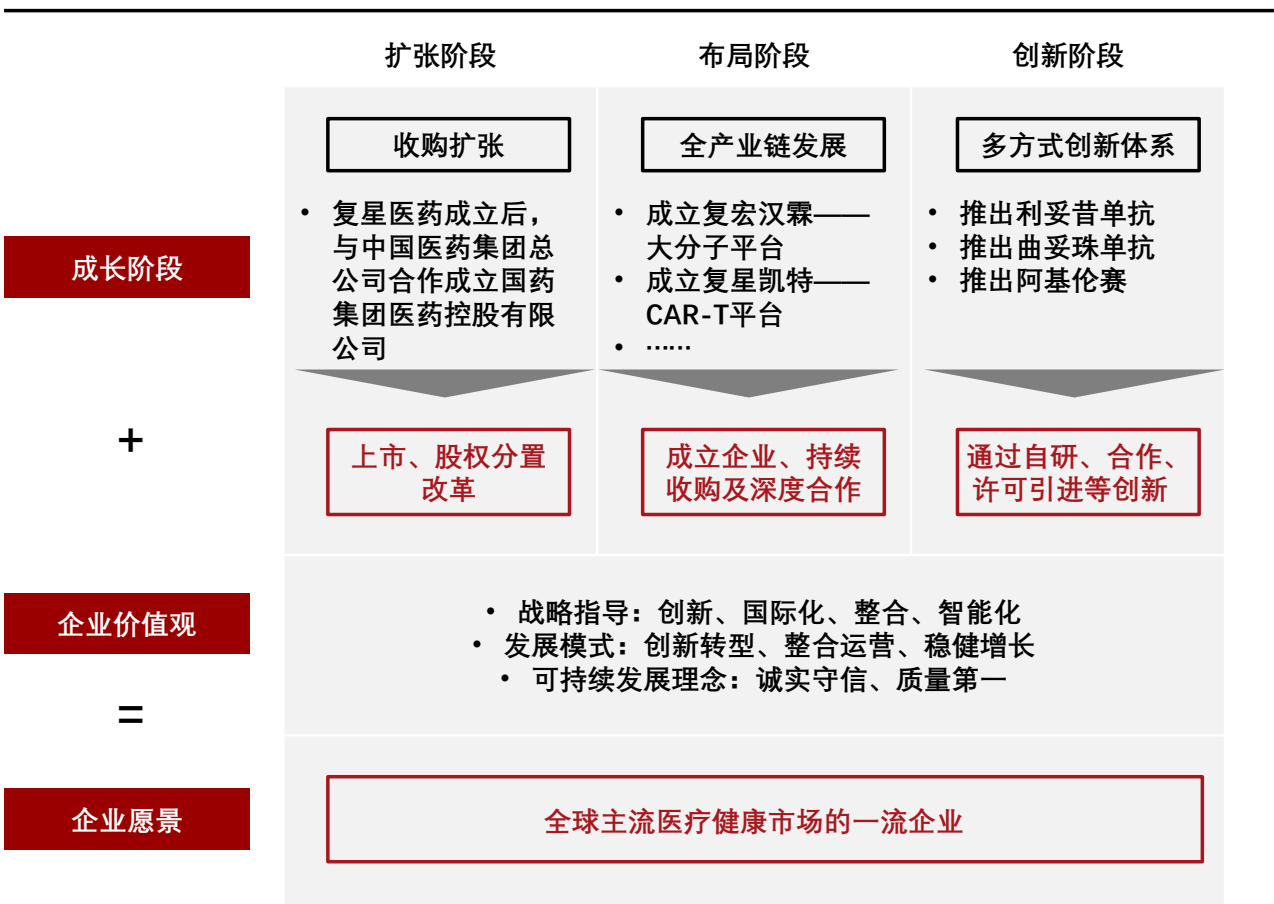 扩张阶段
布局阶段
创新阶段
成长阶段
收购扩张
• 复星医药成立后，
与中国医药集团总
公司合作成立国药
集团医药控股有限
公司
上市、股权分置
改革
全产业链发展
• 成立复宏汉霖——
大分子平台
• 成立复星凯特——
CAR-T平台
• ……
成立企业、持续
收购及深度合作
多方式创新体系
• 推出利妥昔单抗
• 推出曲妥珠单抗
• 推出阿基伦赛
通过自研、合作、
许可引进等创新
+
企业价值观
• 战略指导：创新、国际化、整合、智能化
• 发展模式：创新转型、整合运营、稳健增长
• 可持续发展理念：诚实守信、质量第一
=
企业愿景
全球主流医疗健康市场的一流企业